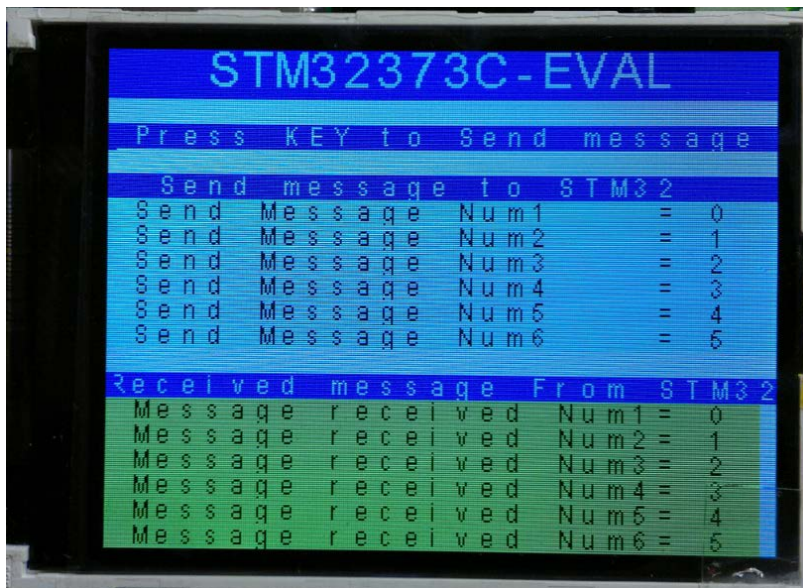 STM32373C-EVAL
Press KEY to Send message
Send message to STM32
Send Message Num1 = 0
Send Message Num2 = 1
Send Message Num3 = 2
Send Message Num4 = 3
Send Message Num5 = 4
Send Message Num6 = 5
Received message From STM32
Message received Num1= 0
Message received Num2= 1
Message received Num3= 2
Message received Num4= 3
Message received Num5= 4
Message received Num6= 5